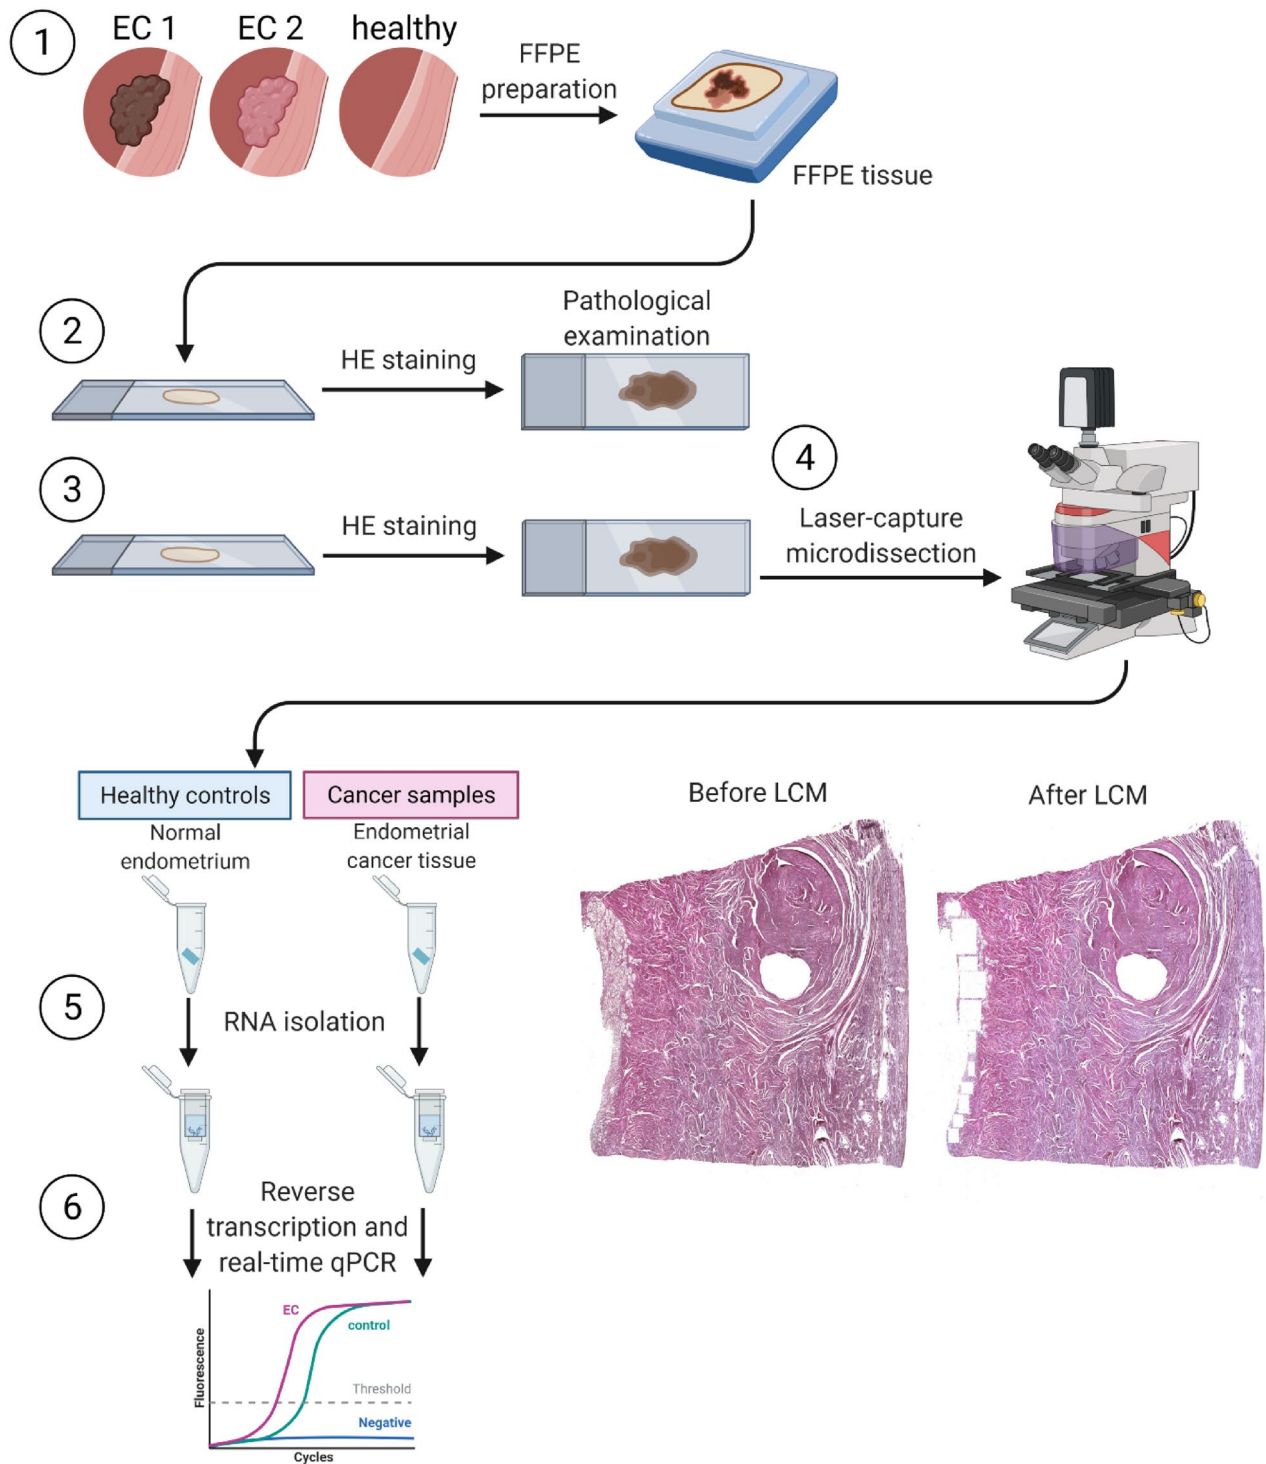 1
EC 1
EC 2
healthy
FFPE
preparation
FFPE tissue
2
HE staining
Pathological
examination
3
HE staining
4
Laser-capture
microdissection
Healthy controls
Normal
endometrium
Cancer samples
Endometrial
cancer tissue
Before LCM
After LCM
5
RNA isolation
6
Reverse
transcription and
real-time qPCR
EC
control
Fluorescence
Threshold
Negative
Cycles